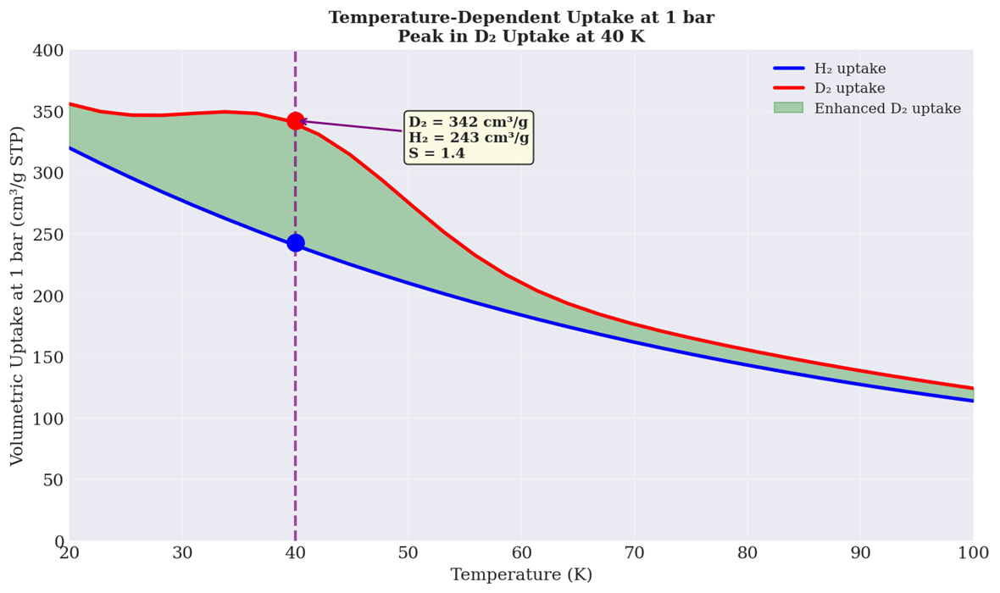 Temperature-Dependent Uptake at 1 bar
Peak in D₂ Uptake at 40 K
Volumetric Uptake at 1 bar (cm³/g STP)
400
350
300
250
200
150
100
50
0
H₂ uptake
D₂ uptake
Enhanced D₂ uptake
D₂ = 342 cm³/g
H₂ = 243 cm³/g
S = 1.4
20 30 40 50 60 70 80 90 100
Temperature (K)